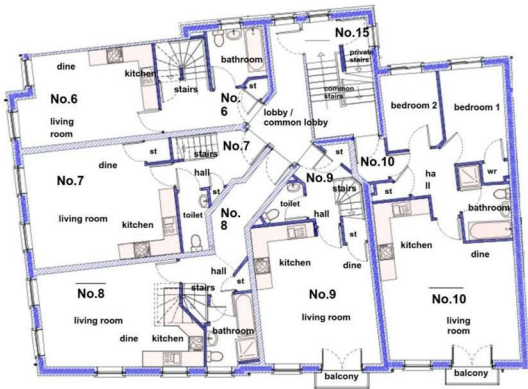 No.15
private
stairs
common
stairs
bathroom
st
No.
6
lobby /
common lobby
dine
kitchen
stairs
No.6
living
room
bedroom 2
bedroom 1
No.7
stairs
dine
st
hall
No.7
living room
kitchen
toilet
No.
8
st
No.9
stairs
toilet
hall
st
No.10
st
ha
ll
wr
bathroom
kitchen
dine
No.10
living
room
balcony
kitchen
dine
No.9
living room
balcony
hall
stairs
st
No.8
living room
dine
kitchen
bathroom